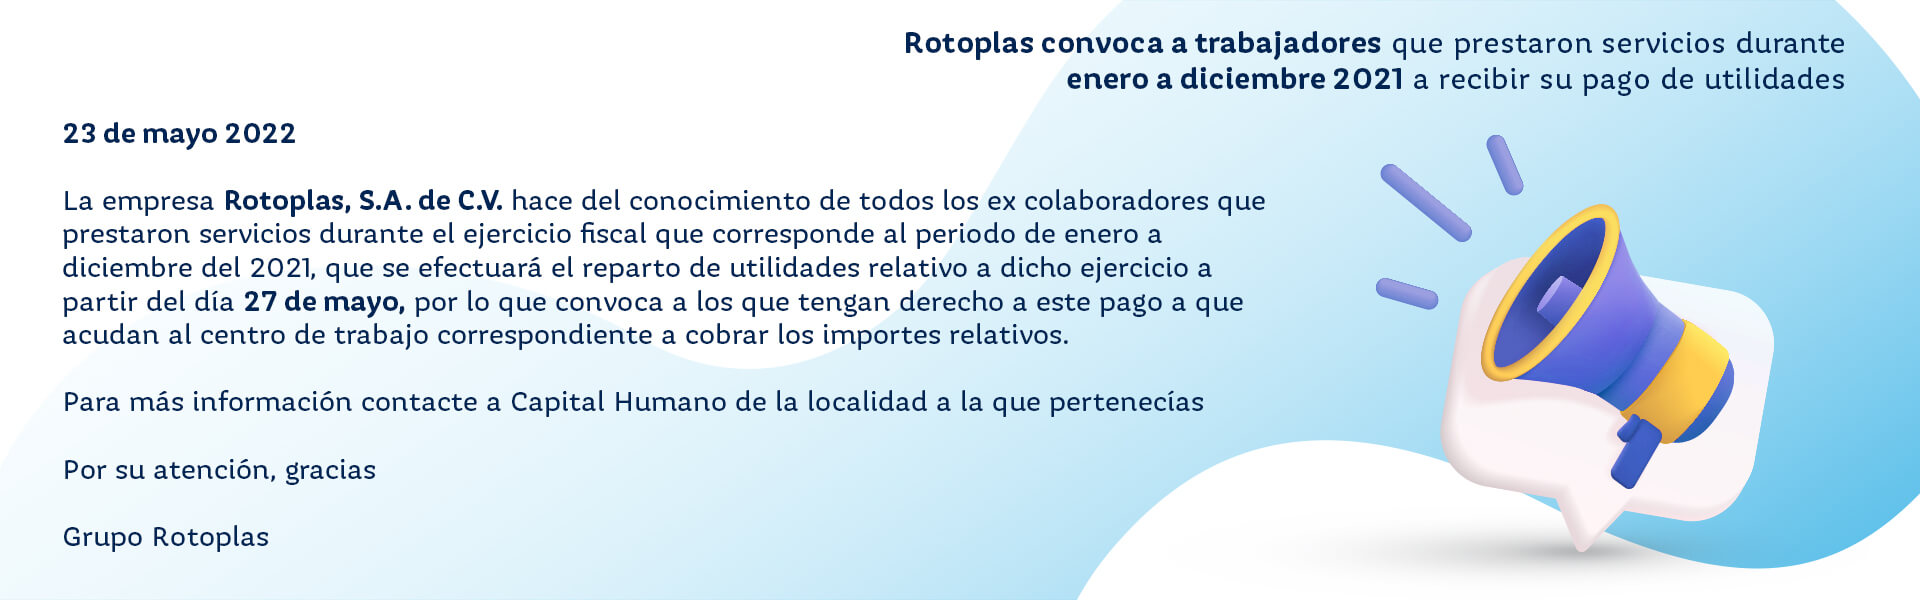 Rotoplas convoca a trabajadores que prestaron servicios durante
enero a diciembre 2021 a recibir su pago de utilidades
23 de mayo 2022
La empresa Rotoplas, S.A. de C.V. hace del conocimiento de todos los ex colaboradores que
prestaron servicios durante el ejercicio fiscal que corresponde al periodo de enero a
diciembre del 2021, que se efectuará el reparto de utilidades relativo a dicho ejercicio a
partir del día 27 de mayo, por lo que convoca a los que tengan derecho a este pago a que
acudan al centro de trabajo correspondiente a cobrar los importes relativos.
Para más información contacte a Capital Humano de la localidad a la que pertenecías
Por su atención, gracias
Grupo Rotoplas